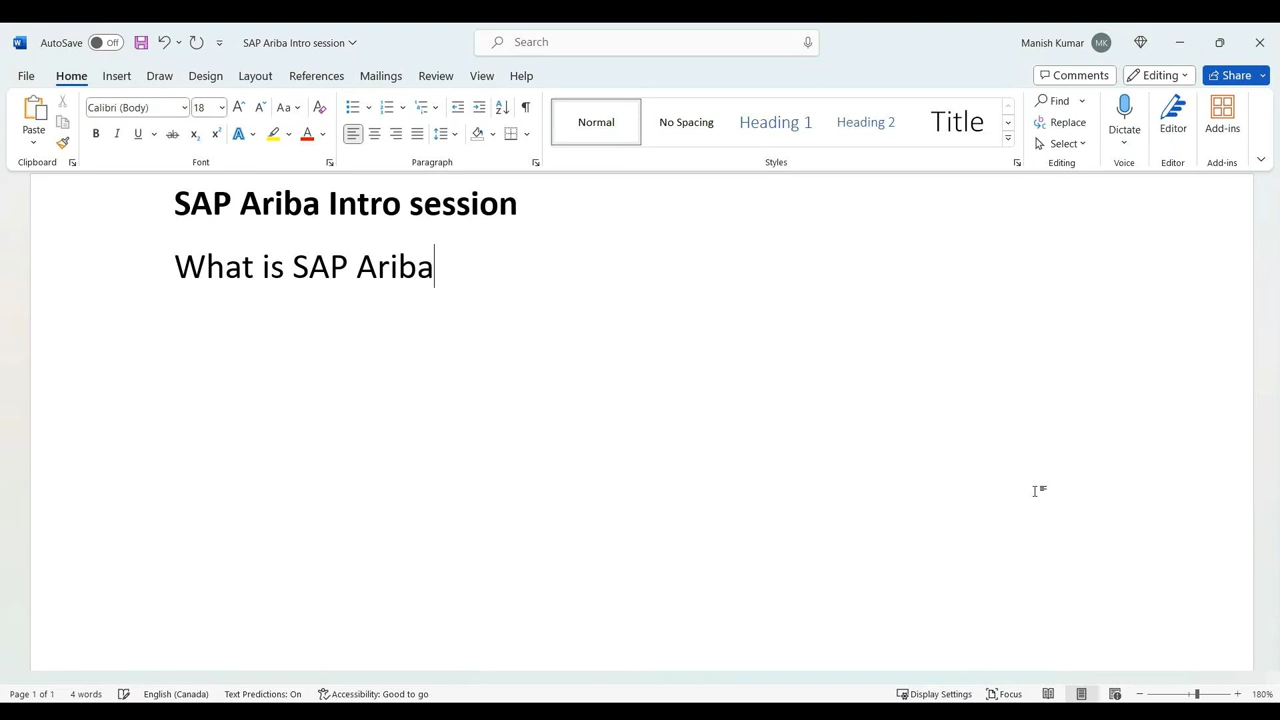 AutoSave Off SAP Ariba Intro session Search Manish Kumar MK
File Home Insert Draw Design Layout References Mailings Review View Help Comments Editing Share
Paste Calibri (Body) 18 Normal No Spacing Heading 1 Heading 2 Title Find Replace Select Dictate Editor Add-ins
Clipboard Font Paragraph Styles Editing Voice Editor Add-ins
SAP Ariba Intro session
What is SAP Ariba
Page 1 of 1 4 words English (Canada) Text Predictions: On Accessibility: Good to go Display Settings Focus 180%